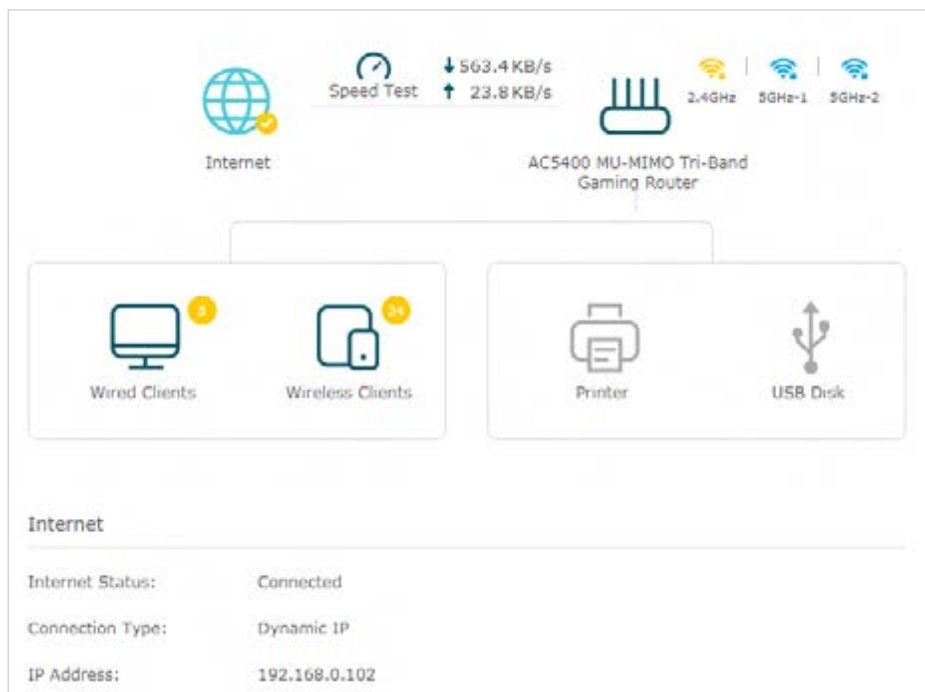 Speed Test
563.4 KB/s
23.8 KB/s
2.4GHz
5GHz-1
5GHz-2
Internet
AC5400 MU-MIMO Tri-Band
Gaming Router
Wired Clients
Wireless Clients
24
Printer
USB Disk
Internet
Internet Status: Connected
Connection Type: Dynamic IP
IP Address: 192.168.0.102